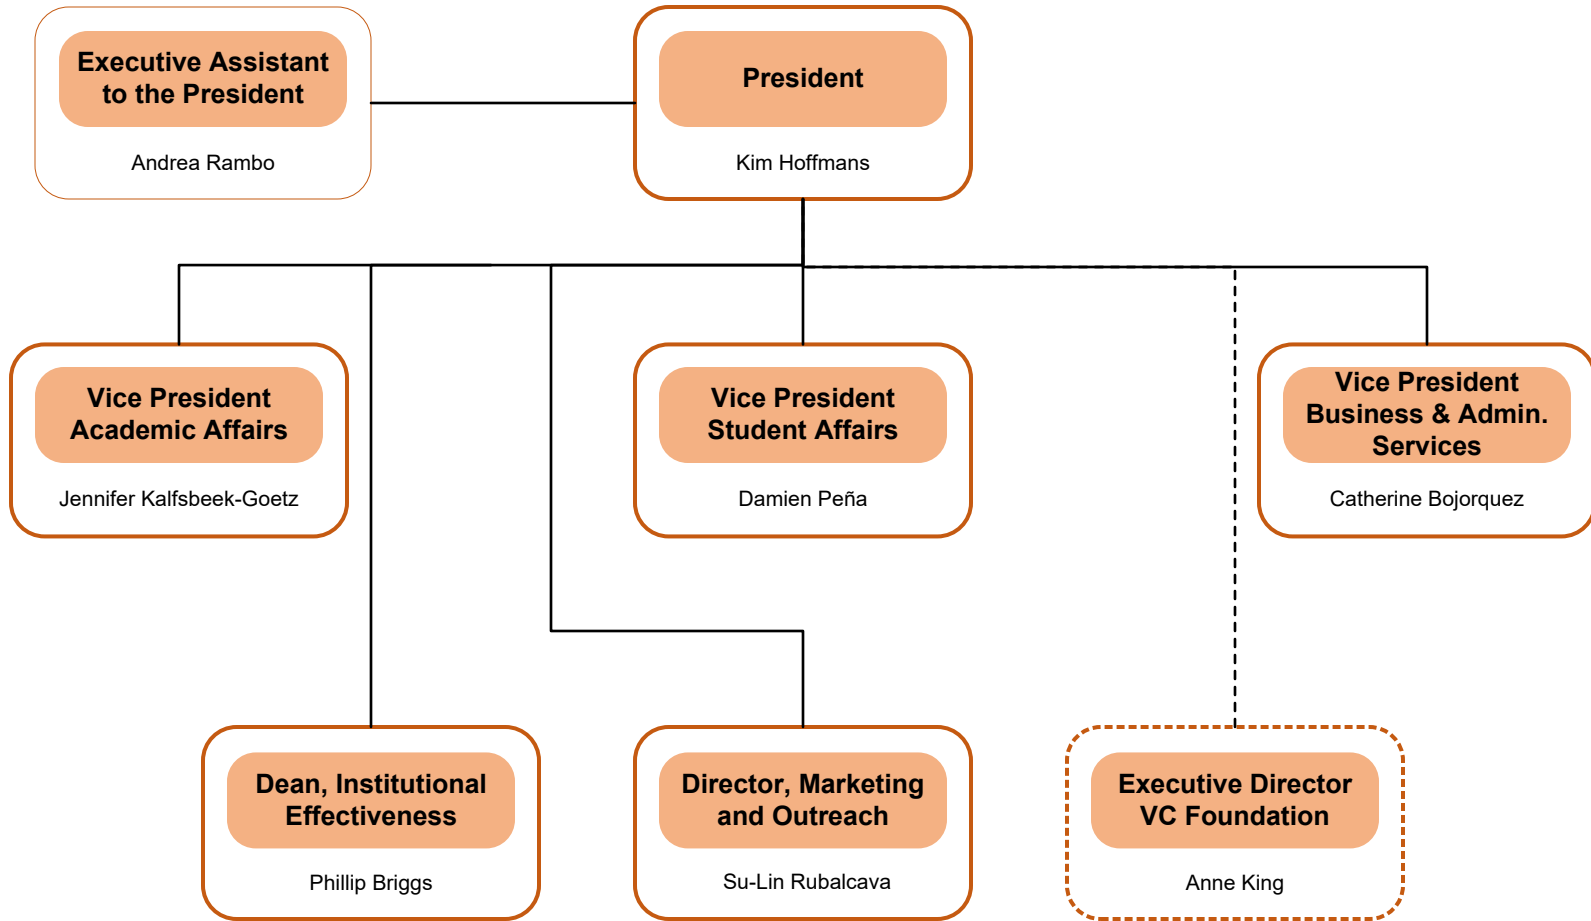 Executive Assistant
to the President
Andrea Rambo
President
Kim Hoffmans
Vice President
Academic Affairs
Jennifer Kalfsbeek-Goetz
Vice President
Student Affairs
Damien Peña
Vice President
Business & Admin.
Services
Catherine Bojorquez
Dean, Institutional
Effectiveness
Phillip Briggs
Director, Marketing
and Outreach
Su-Lin Rubalcava
Executive Director
VC Foundation
Anne King